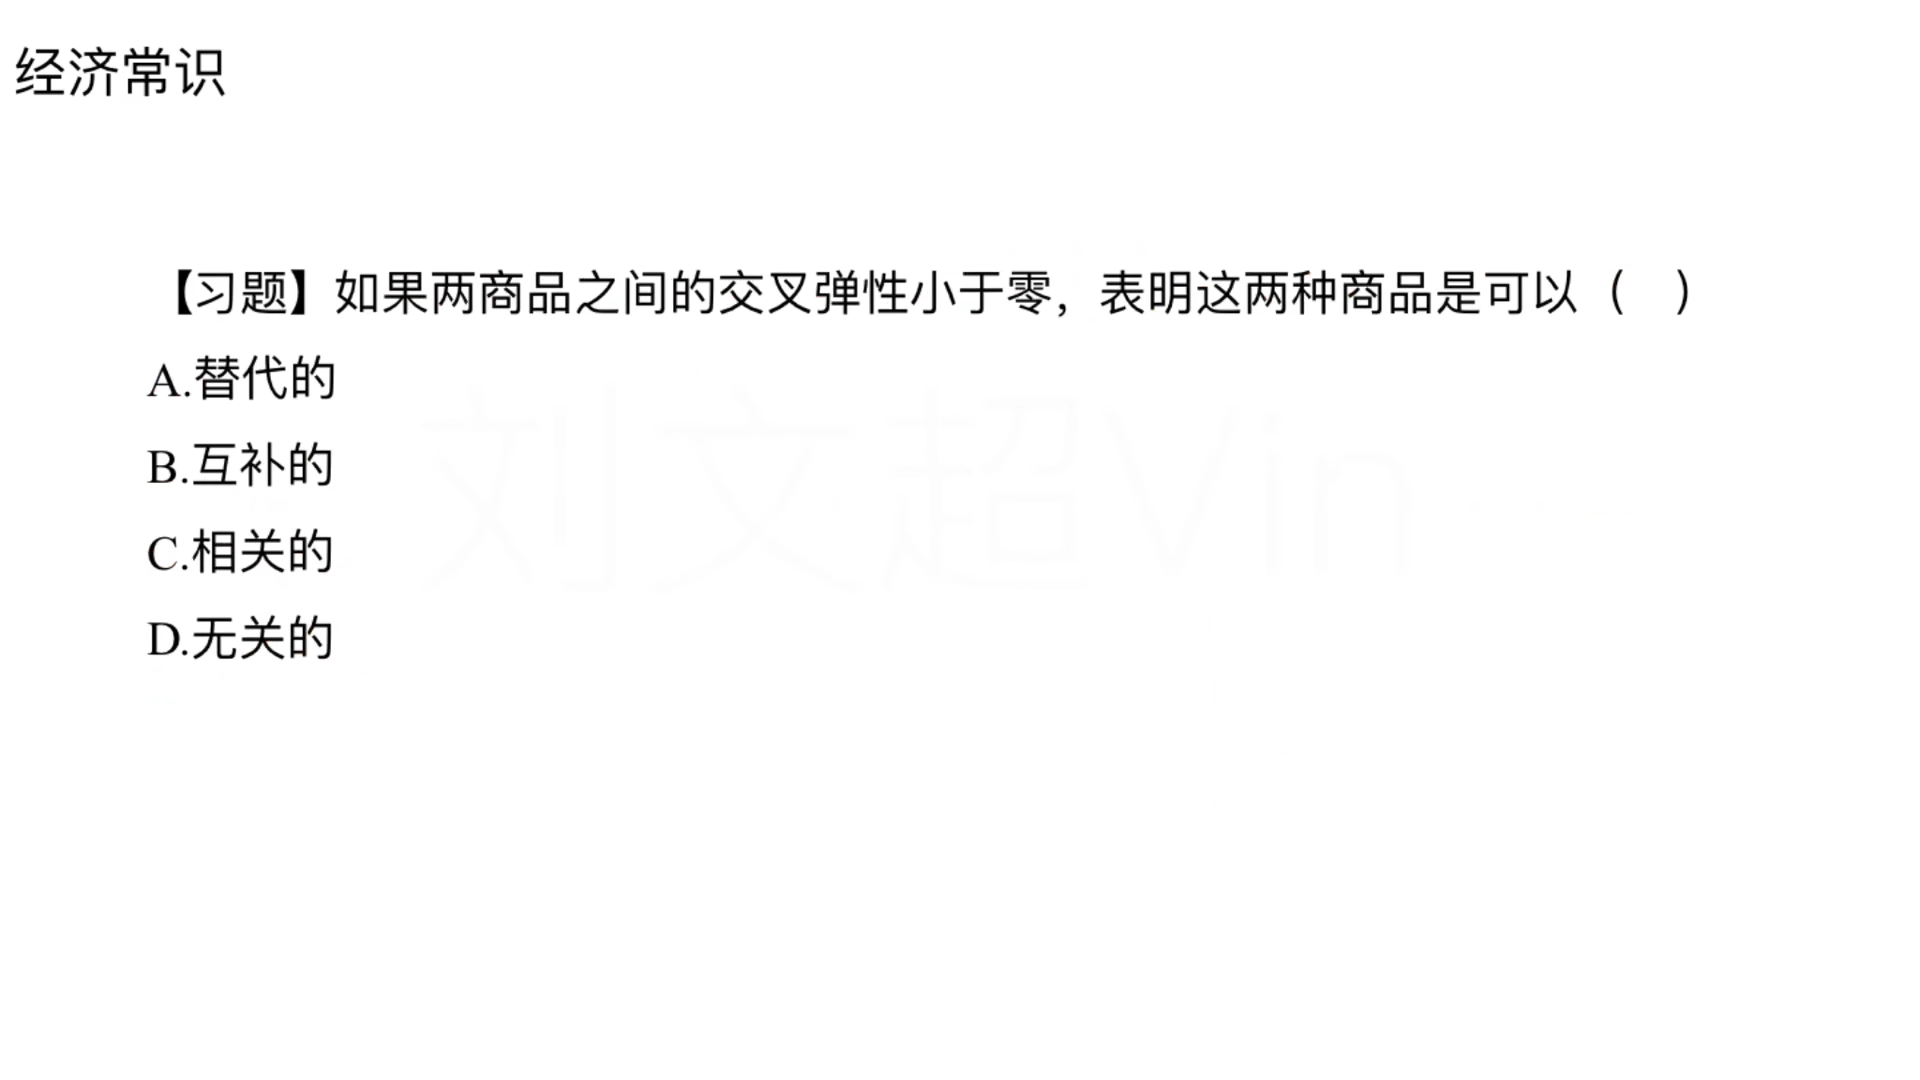 经济常识
【习题】如果两商品之间的交叉弹性小于零，表明这两种商品是可以（　）
A.替代的
B.互补的
C.相关的
D.无关的
刘文超Vin